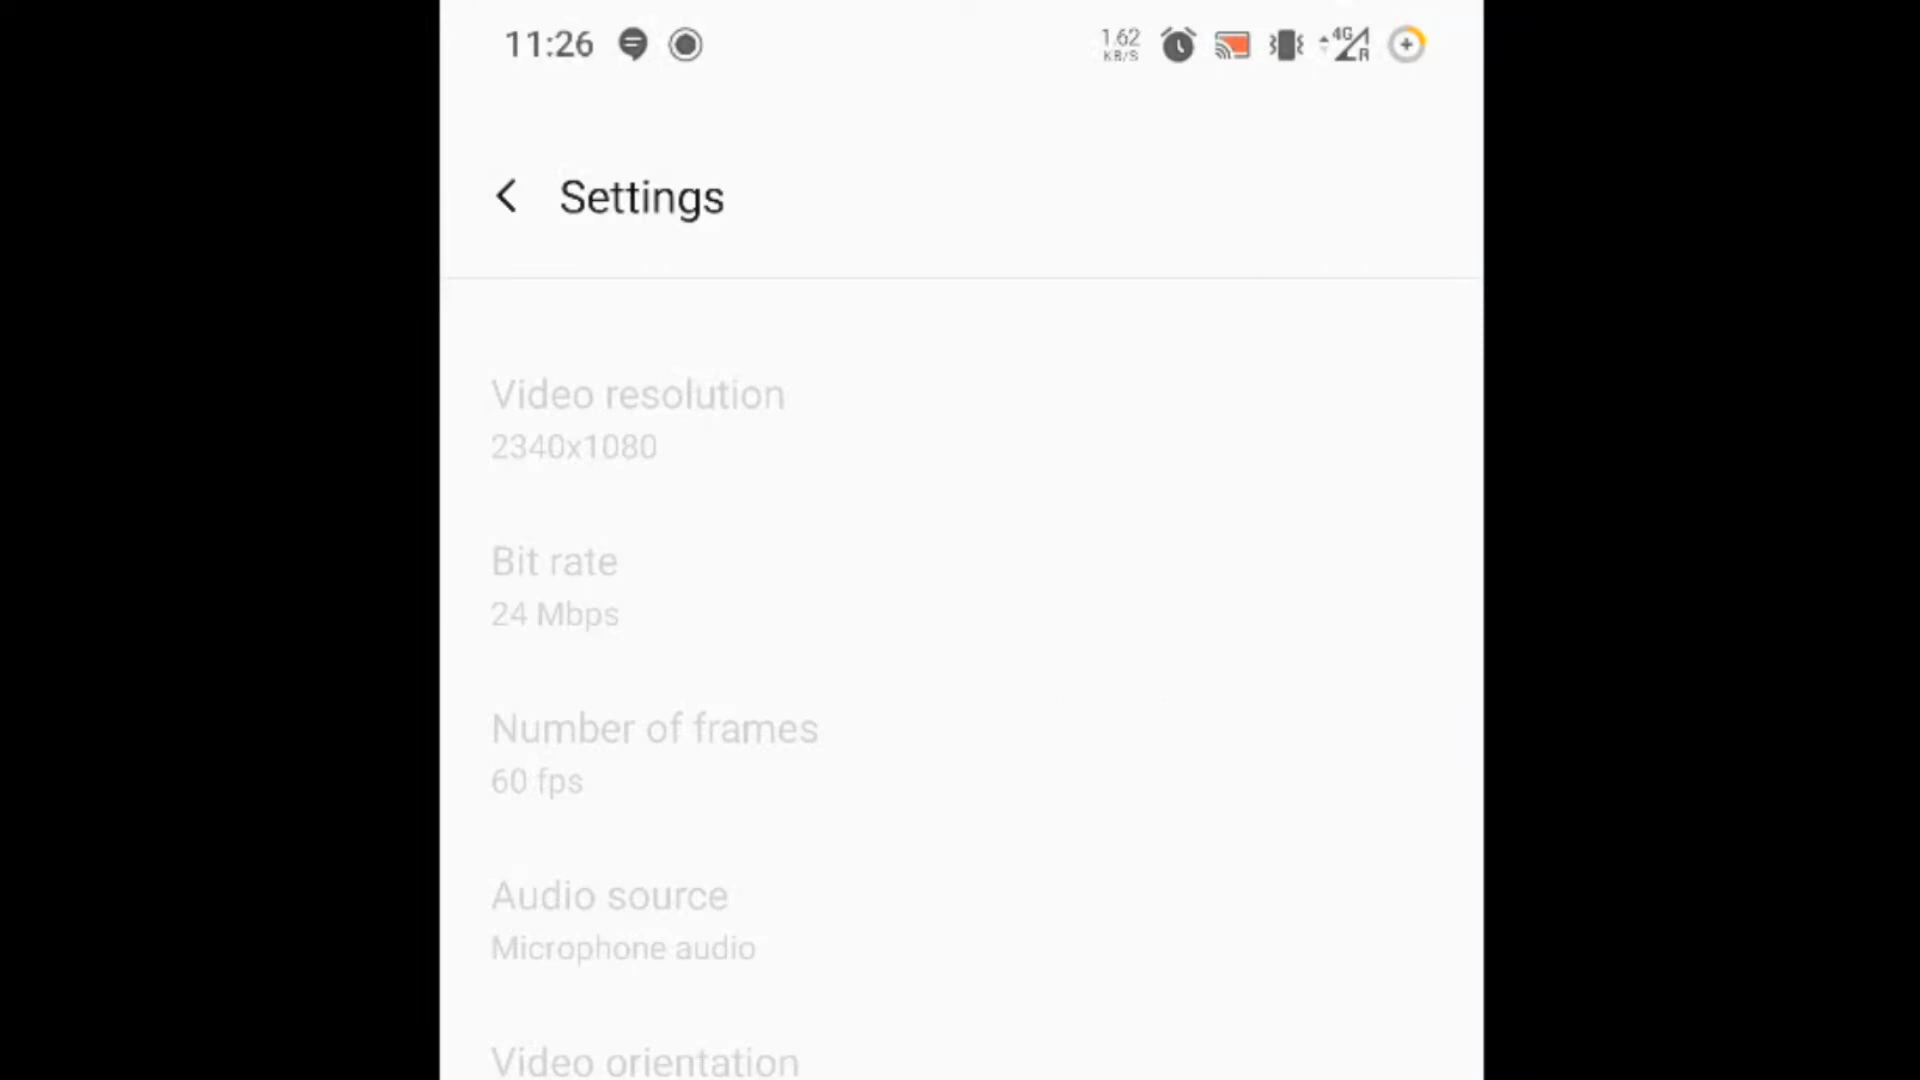 11:26
1.62
KB/S
4G
R
Settings
Video resolution
2340x1080
Bit rate
24 Mbps
Number of frames
60 fps
Audio source
Microphone audio
Video orientation